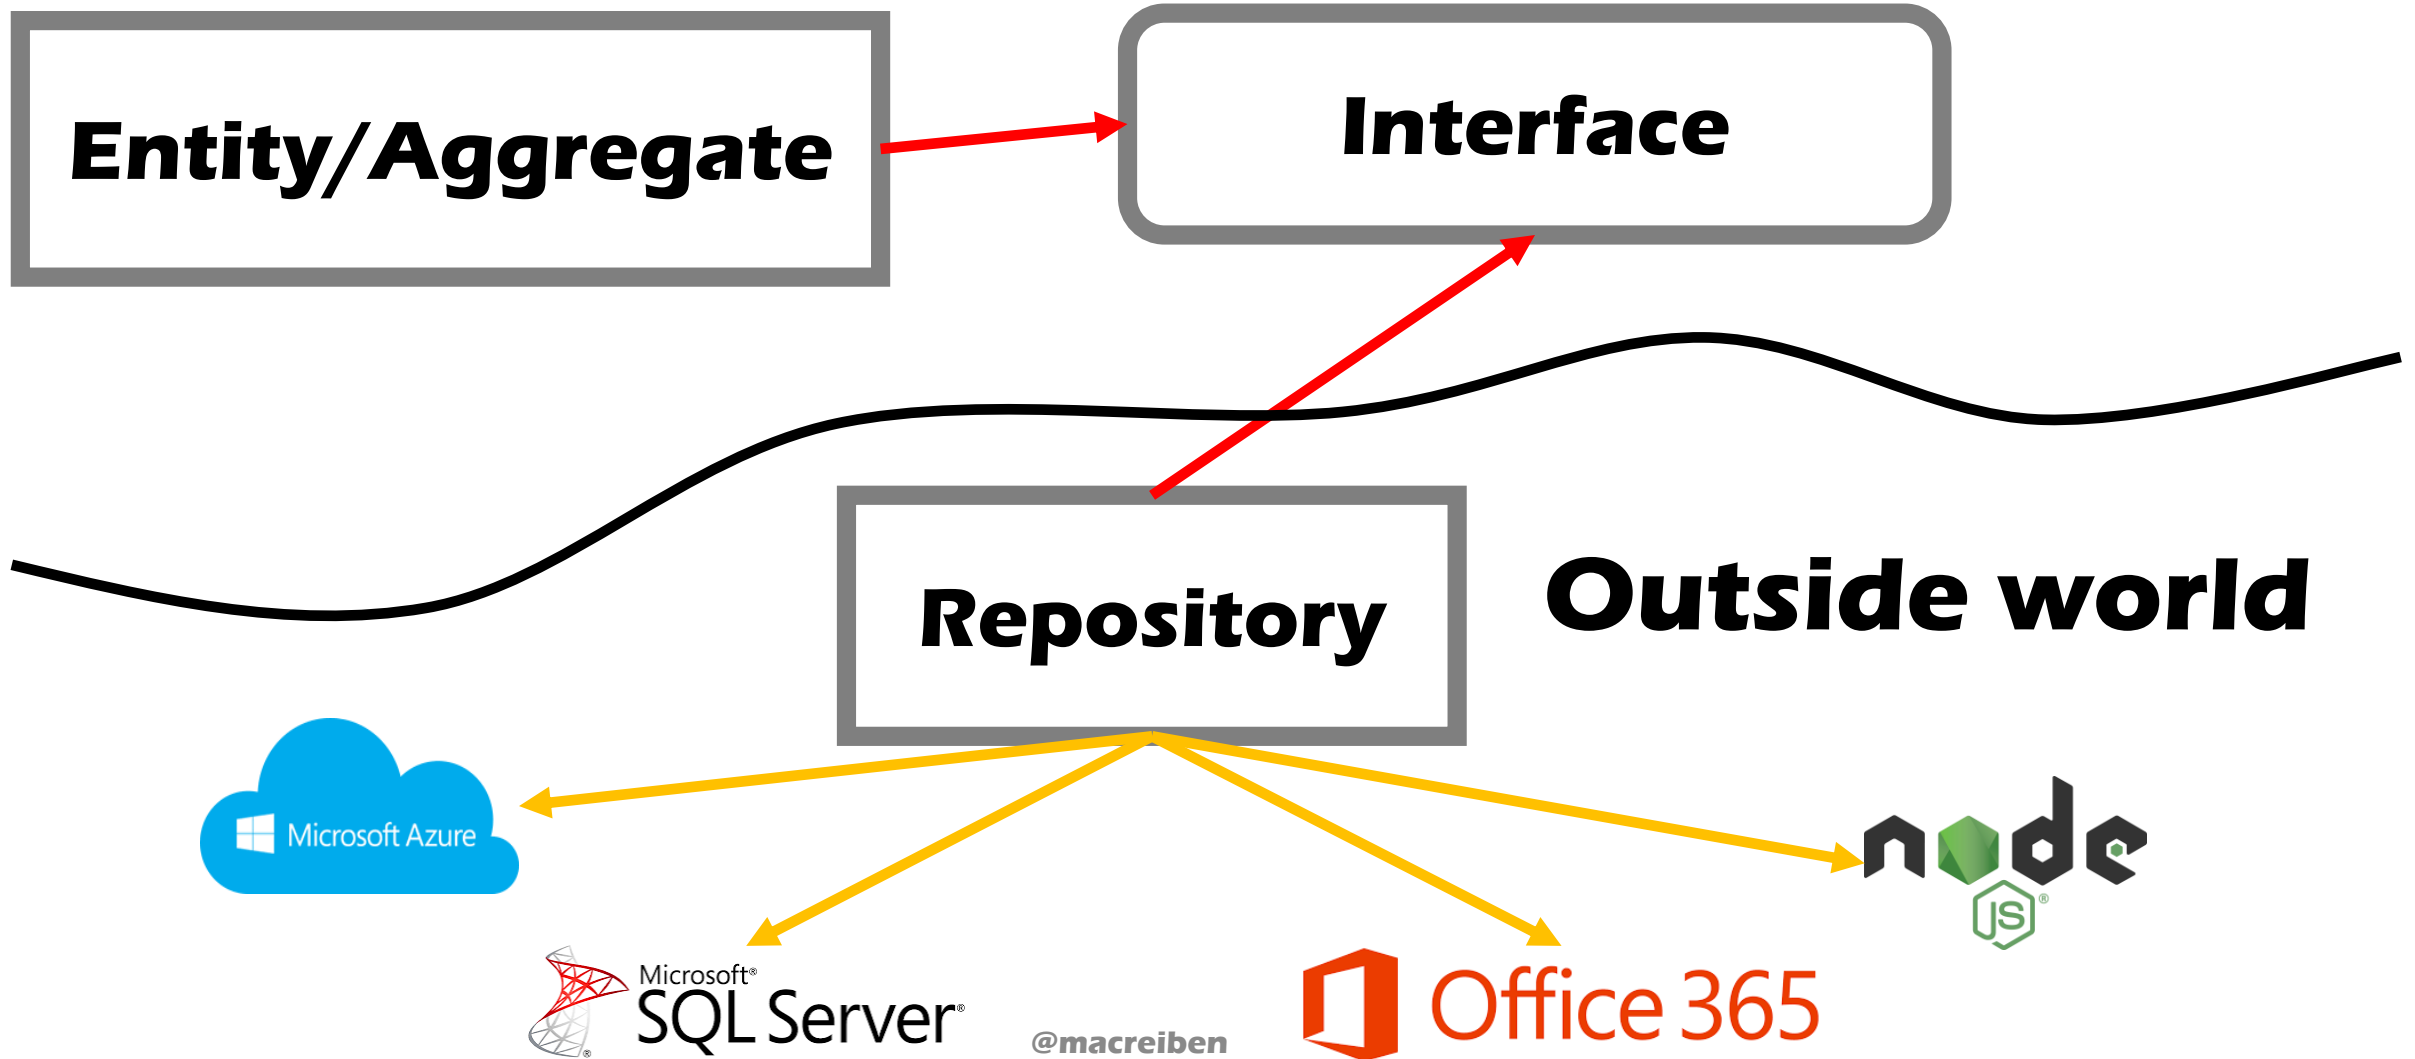 Entity/Aggregate
Interface
Repository
Outside world
Microsoft Azure
node
JS®
Microsoft®
SQL Server®
®
Office 365
@macreiben